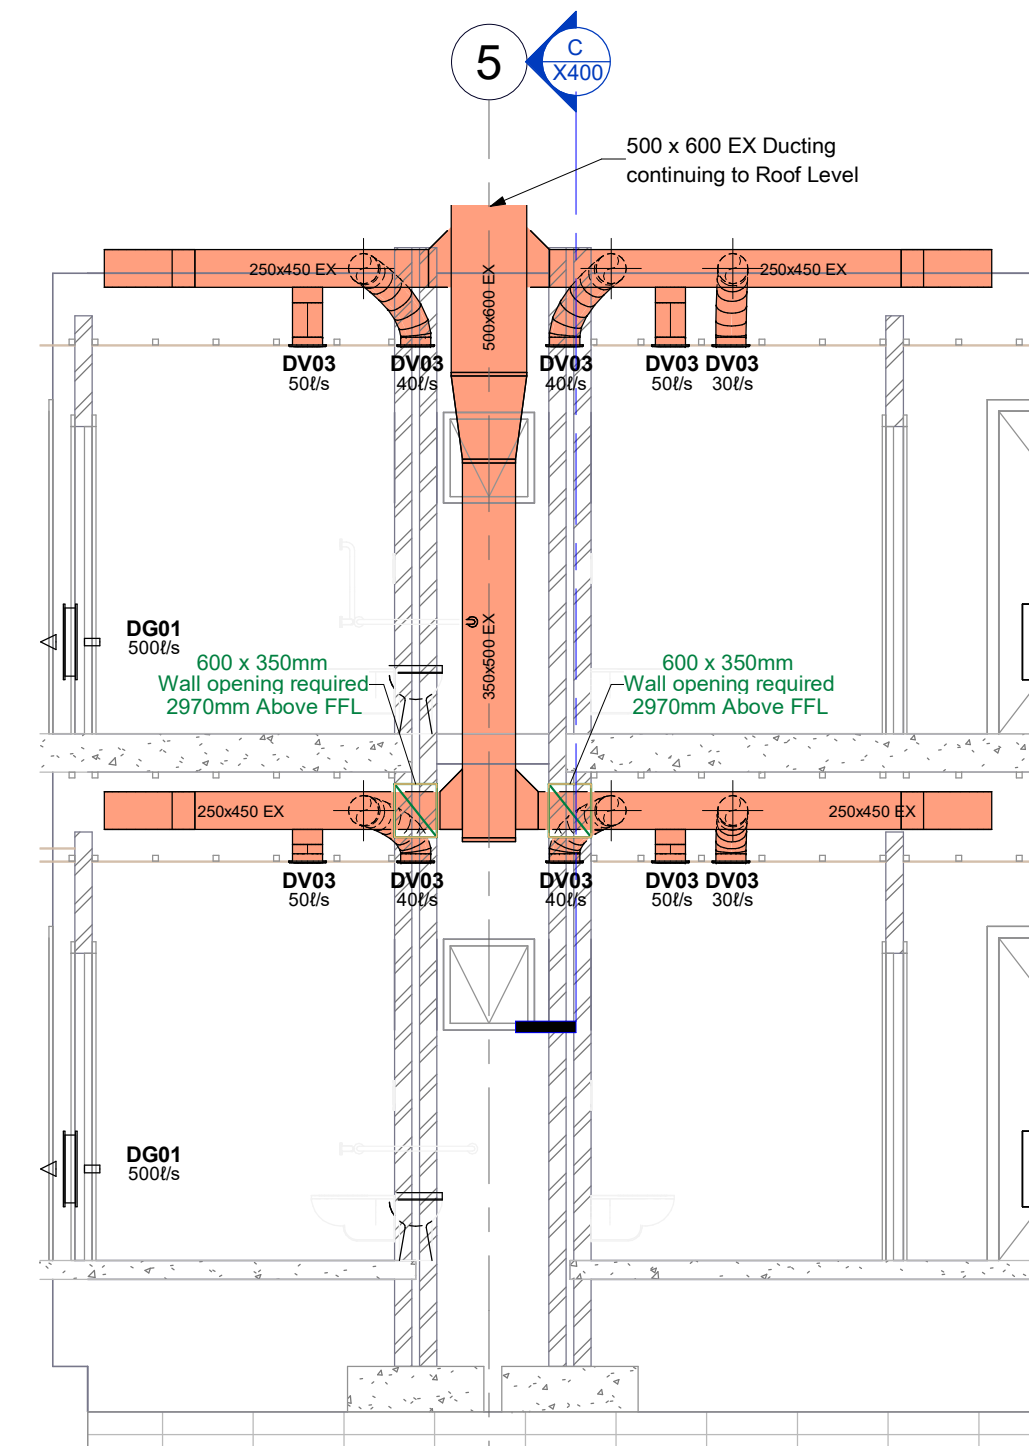 5
C
X400
500 x 600 EX Ducting
continuing to Roof Level
250x450 EX
500x600 EX
250x450 EX
DV03
50ℓ/s
DV03
40ℓ/s
DV03
40ℓ/s
DV03
50ℓ/s
DV03
30ℓ/s
DG01
500ℓ/s
600 x 350mm
Wall opening required
2970mm Above FFL
350x500 EX
600 x 350mm
Wall opening required
2970mm Above FFL
250x450 EX
250x450 EX
DV03
50ℓ/s
DV03
40ℓ/s
DV03
40ℓ/s
DV03
50ℓ/s
DV03
30ℓ/s
DG01
500ℓ/s